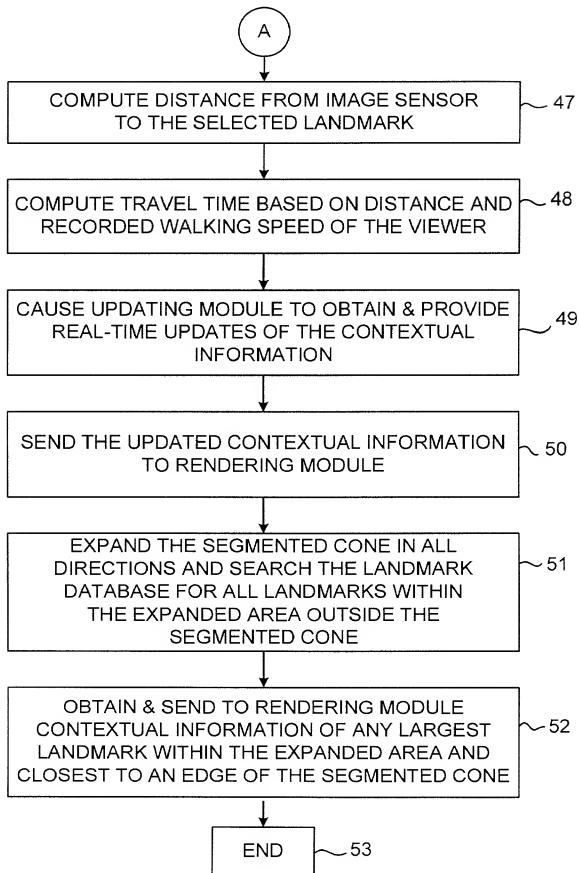 A
COMPUTE DISTANCE FROM IMAGE SENSOR
TO THE SELECTED LANDMARK
47
COMPUTE TRAVEL TIME BASED ON DISTANCE AND
RECORDED WALKING SPEED OF THE VIEWER
48
CAUSE UPDATING MODULE TO OBTAIN & PROVIDE
REAL-TIME UPDATES OF THE CONTEXTUAL
INFORMATION
49
SEND THE UPDATED CONTEXTUAL INFORMATION
TO RENDERING MODULE
50
EXPAND THE SEGMENTED CONE IN ALL
DIRECTIONS AND SEARCH THE LANDMARK
DATABASE FOR ALL LANDMARKS WITHIN
THE EXPANDED AREA OUTSIDE THE
SEGMENTED CONE
51
OBTAIN & SEND TO RENDERING MODULE
CONTEXTUAL INFORMATION OF ANY LARGEST
LANDMARK WITHIN THE EXPANDED AREA AND
CLOSEST TO AN EDGE OF THE SEGMENTED CONE
52
END
53